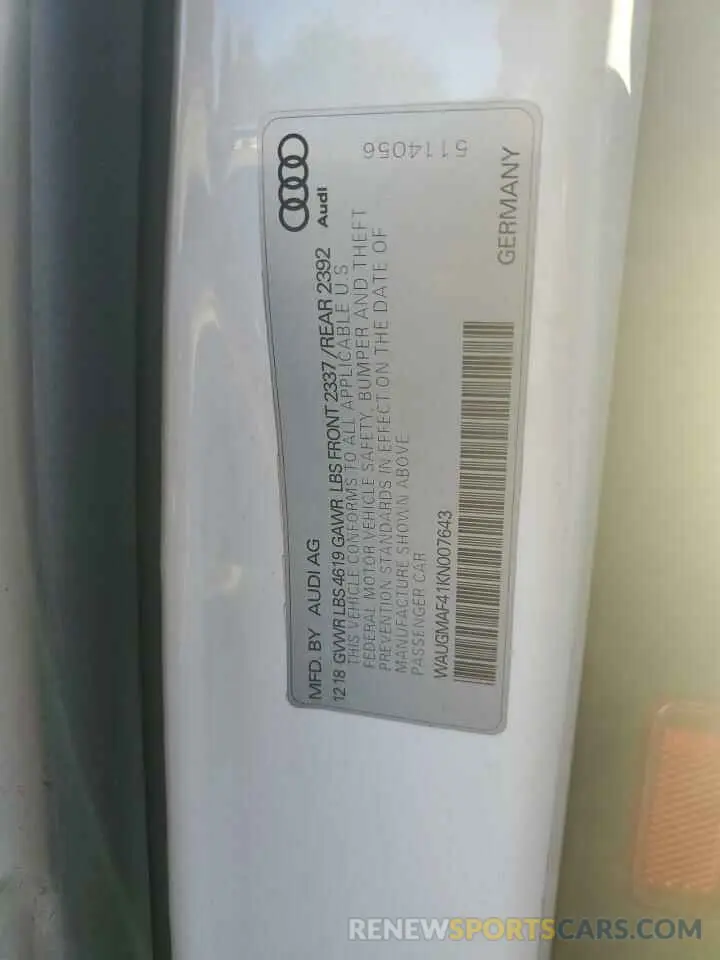 Audi
5114056
MFD. BY AUDI AG
12 18 GVWR LBS 4619 GAWR LBS FRONT 2337/REAR 2392
THIS VEHICLE CONFORMS TO ALL APPLICABLE U.S
FEDERAL MOTOR VEHICLE SAFETY, BUMPER AND THEFT
PREVENTION STANDARDS IN EFFECT ON THE DATE OF
MANUFACTURE SHOWN ABOVE
PASSENGER CAR
WAUGMAF41KN007643
GERMANY
RENEWSPORTSCARS.COM